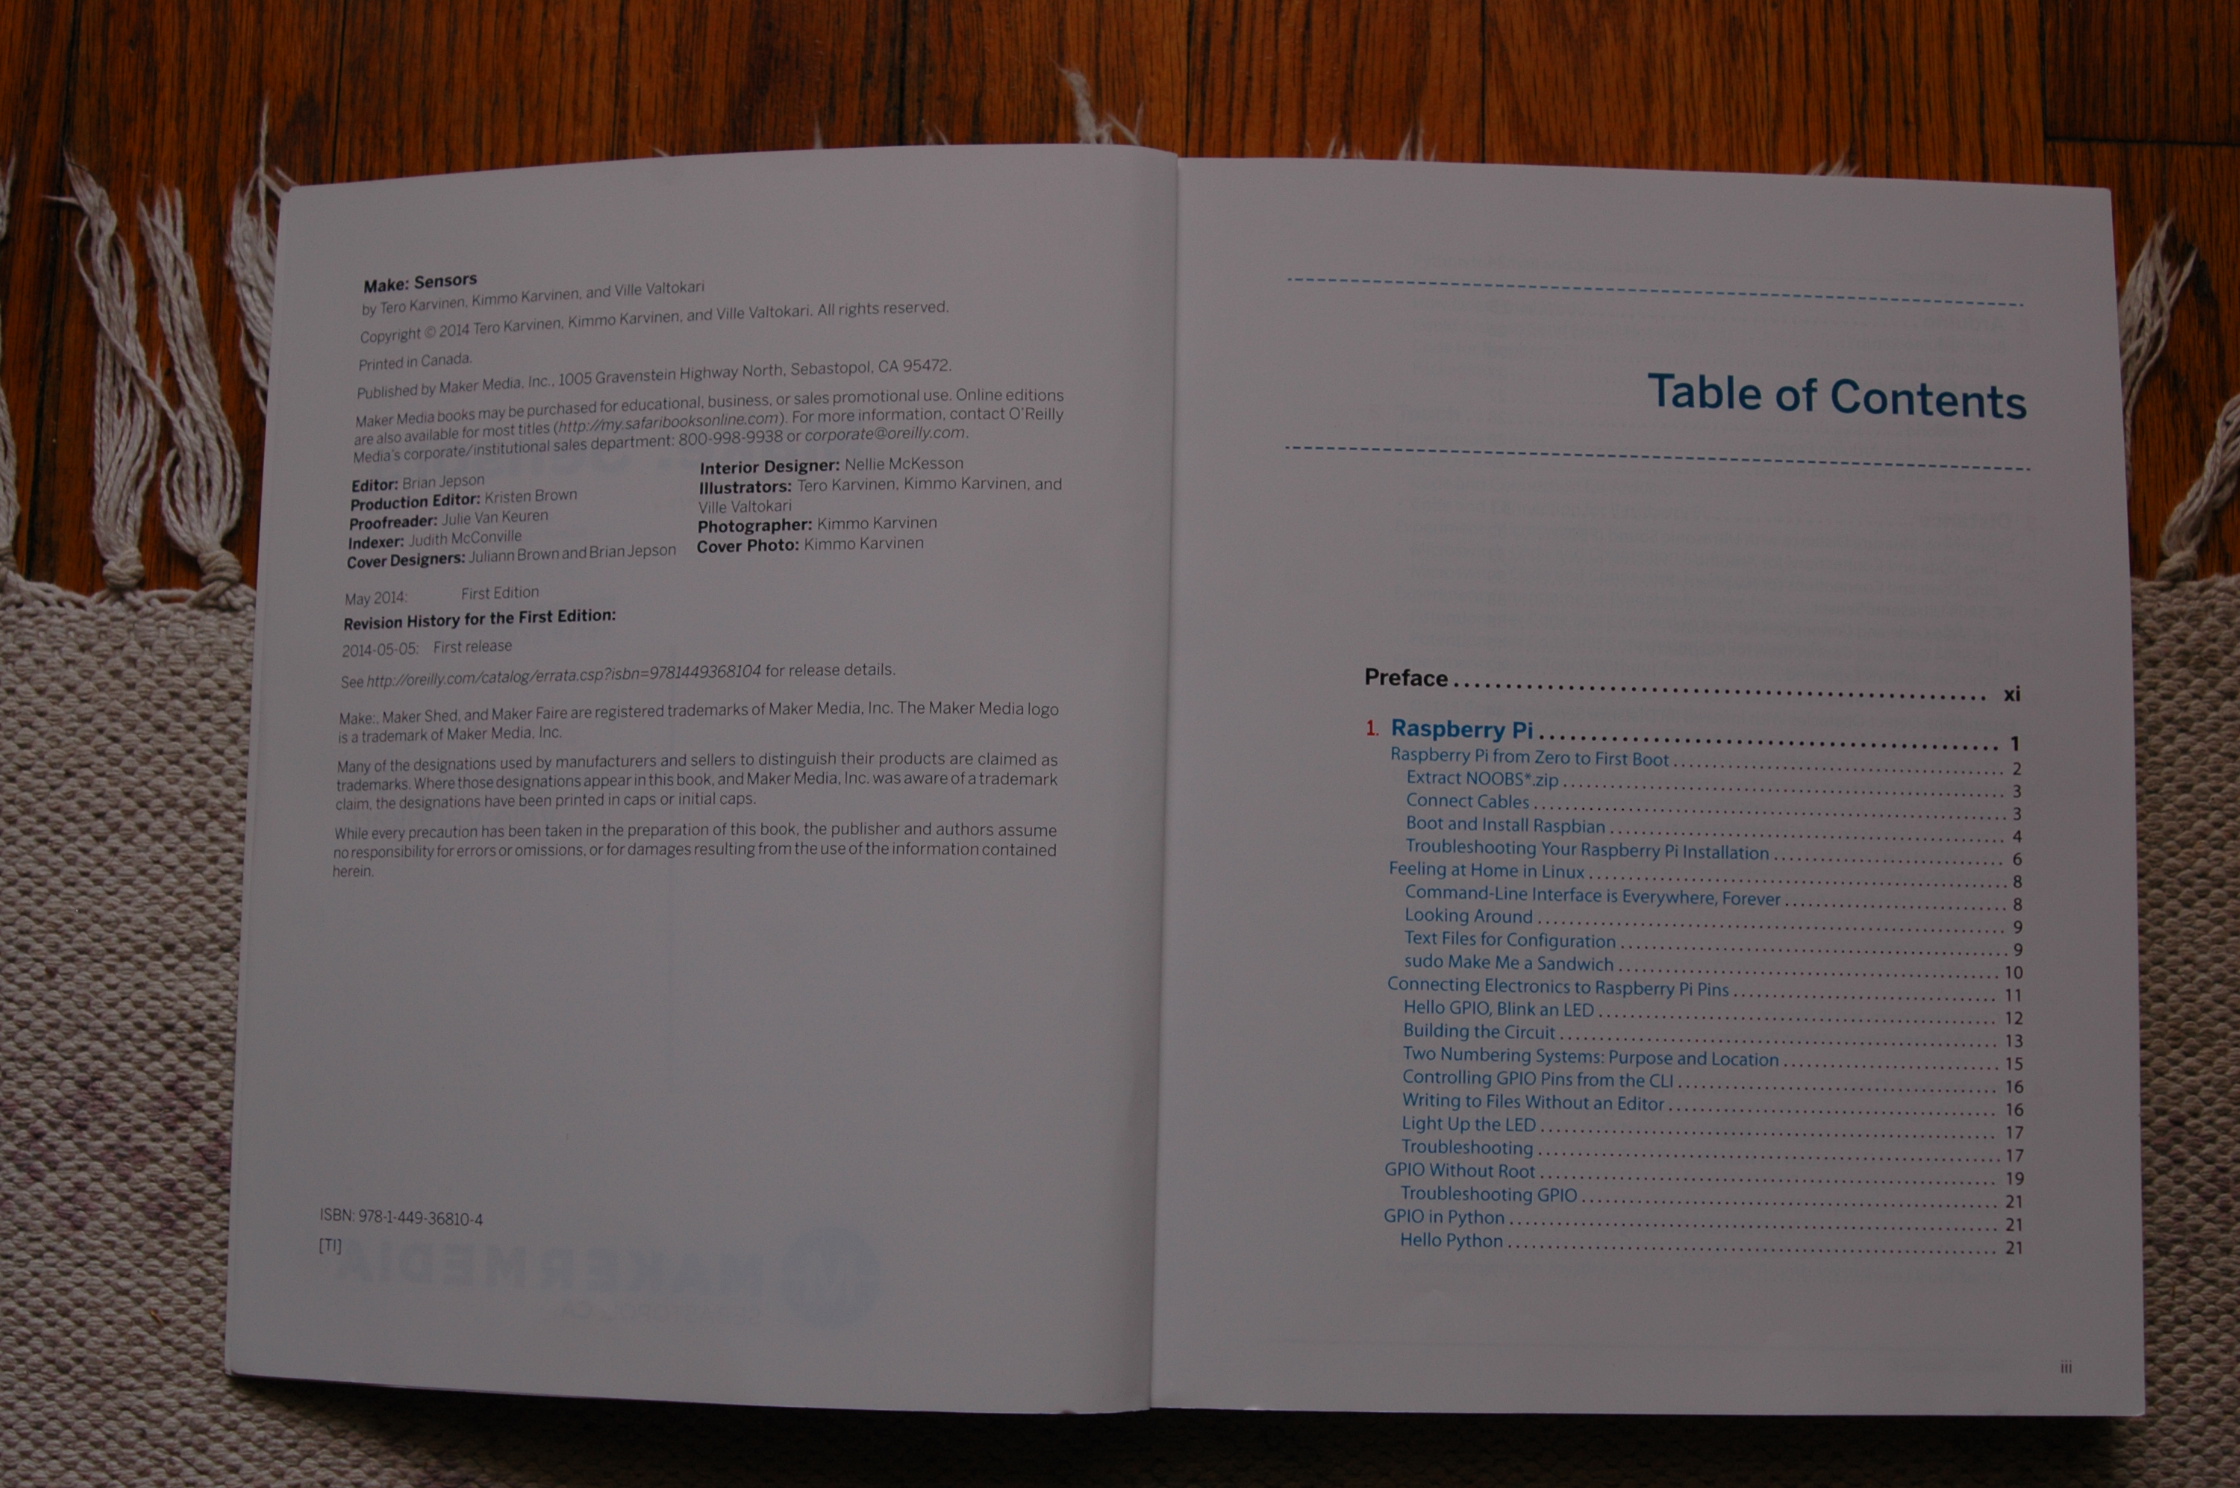 Make: Sensors
by Tero Karvinen, Kimmo Karvinen, and Ville Valtokari
Copyright © 2014 Tero Karvinen, Kimmo Karvinen, and Ville Valtokari. All rights reserved.
Printed in Canada.
Published by Maker Media, Inc., 1005 Gravenstein Highway North, Sebastopol, CA 95472.
Maker Media books may be purchased for educational, business, or sales promotional use. Online editions
are also available for most titles (http://my.safaribooksonline.com). For more information, contact O'Reilly
Media's corporate/institutional sales department: 800-998-9938 or corporate@oreilly.com.
Editor: Brian Jepson
Production Editor: Kristen Brown
Proofreader: Julie Van Keuren
Indexer: Judith McConville
Cover Designers: Juliann Brown and Brian Jepson
Interior Designer: Nellie McKesson
Illustrators: Tero Karvinen, Kimmo Karvinen, and
Ville Valtokari
Photographer: Kimmo Karvinen
Cover Photo: Kimmo Karvinen
May 2014: First Edition
Revision History for the First Edition:
2014-05-05: First release
See http://oreilly.com/catalog/errata.csp?isbn=9781449368104 for release details.
Make:, Maker Shed, and Maker Faire are registered trademarks of Maker Media, Inc. The Maker Media logo
is a trademark of Maker Media, Inc.
Many of the designations used by manufacturers and sellers to distinguish their products are claimed as
trademarks. Where those designations appear in this book, and Maker Media, Inc. was aware of a trademark
claim, the designations have been printed in caps or initial caps.
While every precaution has been taken in the preparation of this book, the publisher and authors assume
no responsibility for errors or omissions, or for damages resulting from the use of the information contained
herein.
ISBN: 978-1-449-36810-4
[TI]
Table of Contents
Preface xi
1. Raspberry Pi 1
Raspberry Pi from Zero to First Boot 2
Extract NOOBS*.zip 3
Connect Cables 3
Boot and Install Raspbian 4
Troubleshooting Your Raspberry Pi Installation 6
Feeling at Home in Linux 8
Command-Line Interface is Everywhere, Forever 8
Looking Around 9
Text Files for Configuration 9
sudo Make Me a Sandwich 10
Connecting Electronics to Raspberry Pi Pins 11
Hello GPIO, Blink an LED 12
Building the Circuit 13
Two Numbering Systems: Purpose and Location 15
Controlling GPIO Pins from the CLI 16
Writing to Files Without an Editor 16
Light Up the LED 17
Troubleshooting 17
GPIO Without Root 19
Troubleshooting GPIO 21
GPIO in Python 21
Hello Python 21
iii